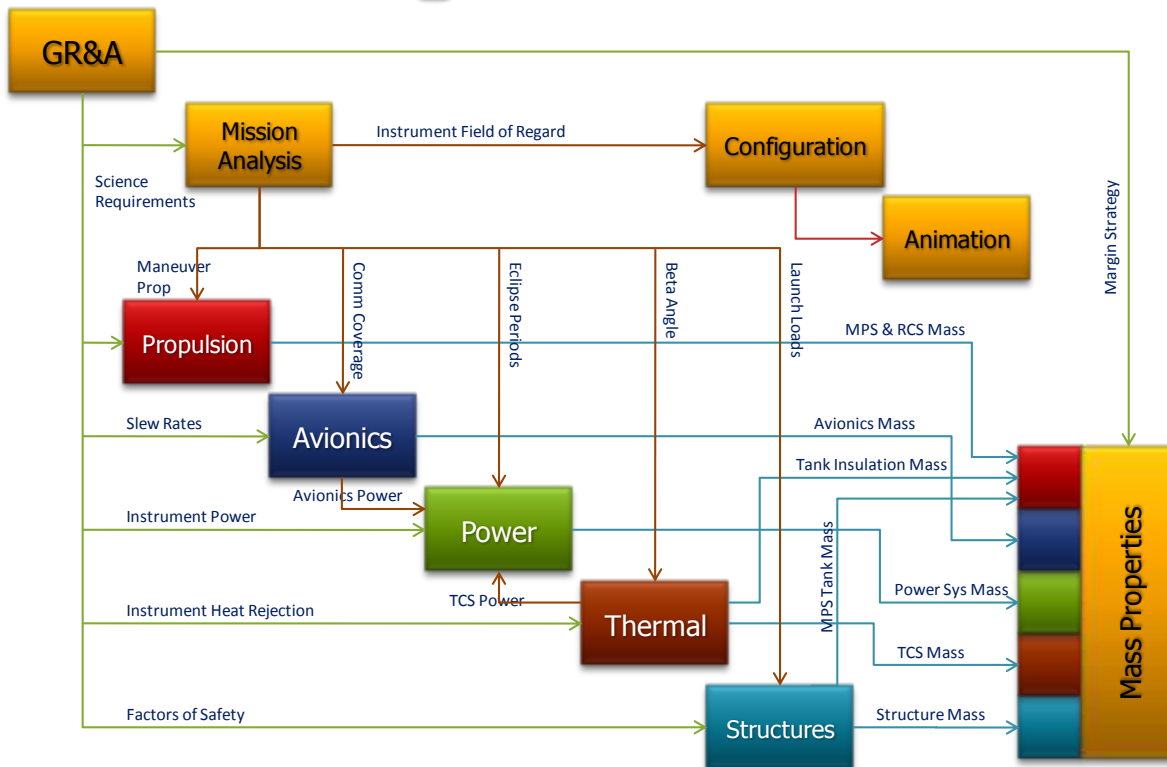 GR&A
Mission
Analysis
Instrument Field of Regard
Configuration
Science
Requirements
Animation
Margin Strategy
Maneuver
Prop
Comm Coverage
Eclipse Periods
Beta Angle
Launch Loads
Propulsion
MPS & RCS Mass
Slew Rates
Avionics
Avionics Mass
Tank Insulation Mass
Avionics Power
Instrument Power
Power
MPS Tank Mass
Power Sys Mass
Mass Properties
TCS Power
Instrument Heat Rejection
Thermal
TCS Mass
Factors of Safety
Structures
Structure Mass